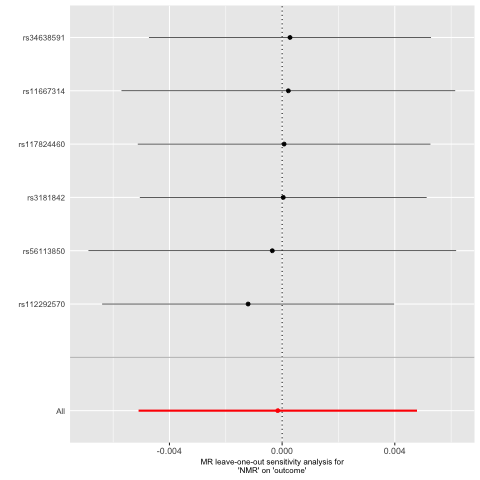 rs34638591
rs11667314
rs117824460
rs3181842
rs56113850
rs112292570
All
-0.004 0.000 0.004
MR leave-one-out sensitivity analysis for
'NMR' on 'outcome'